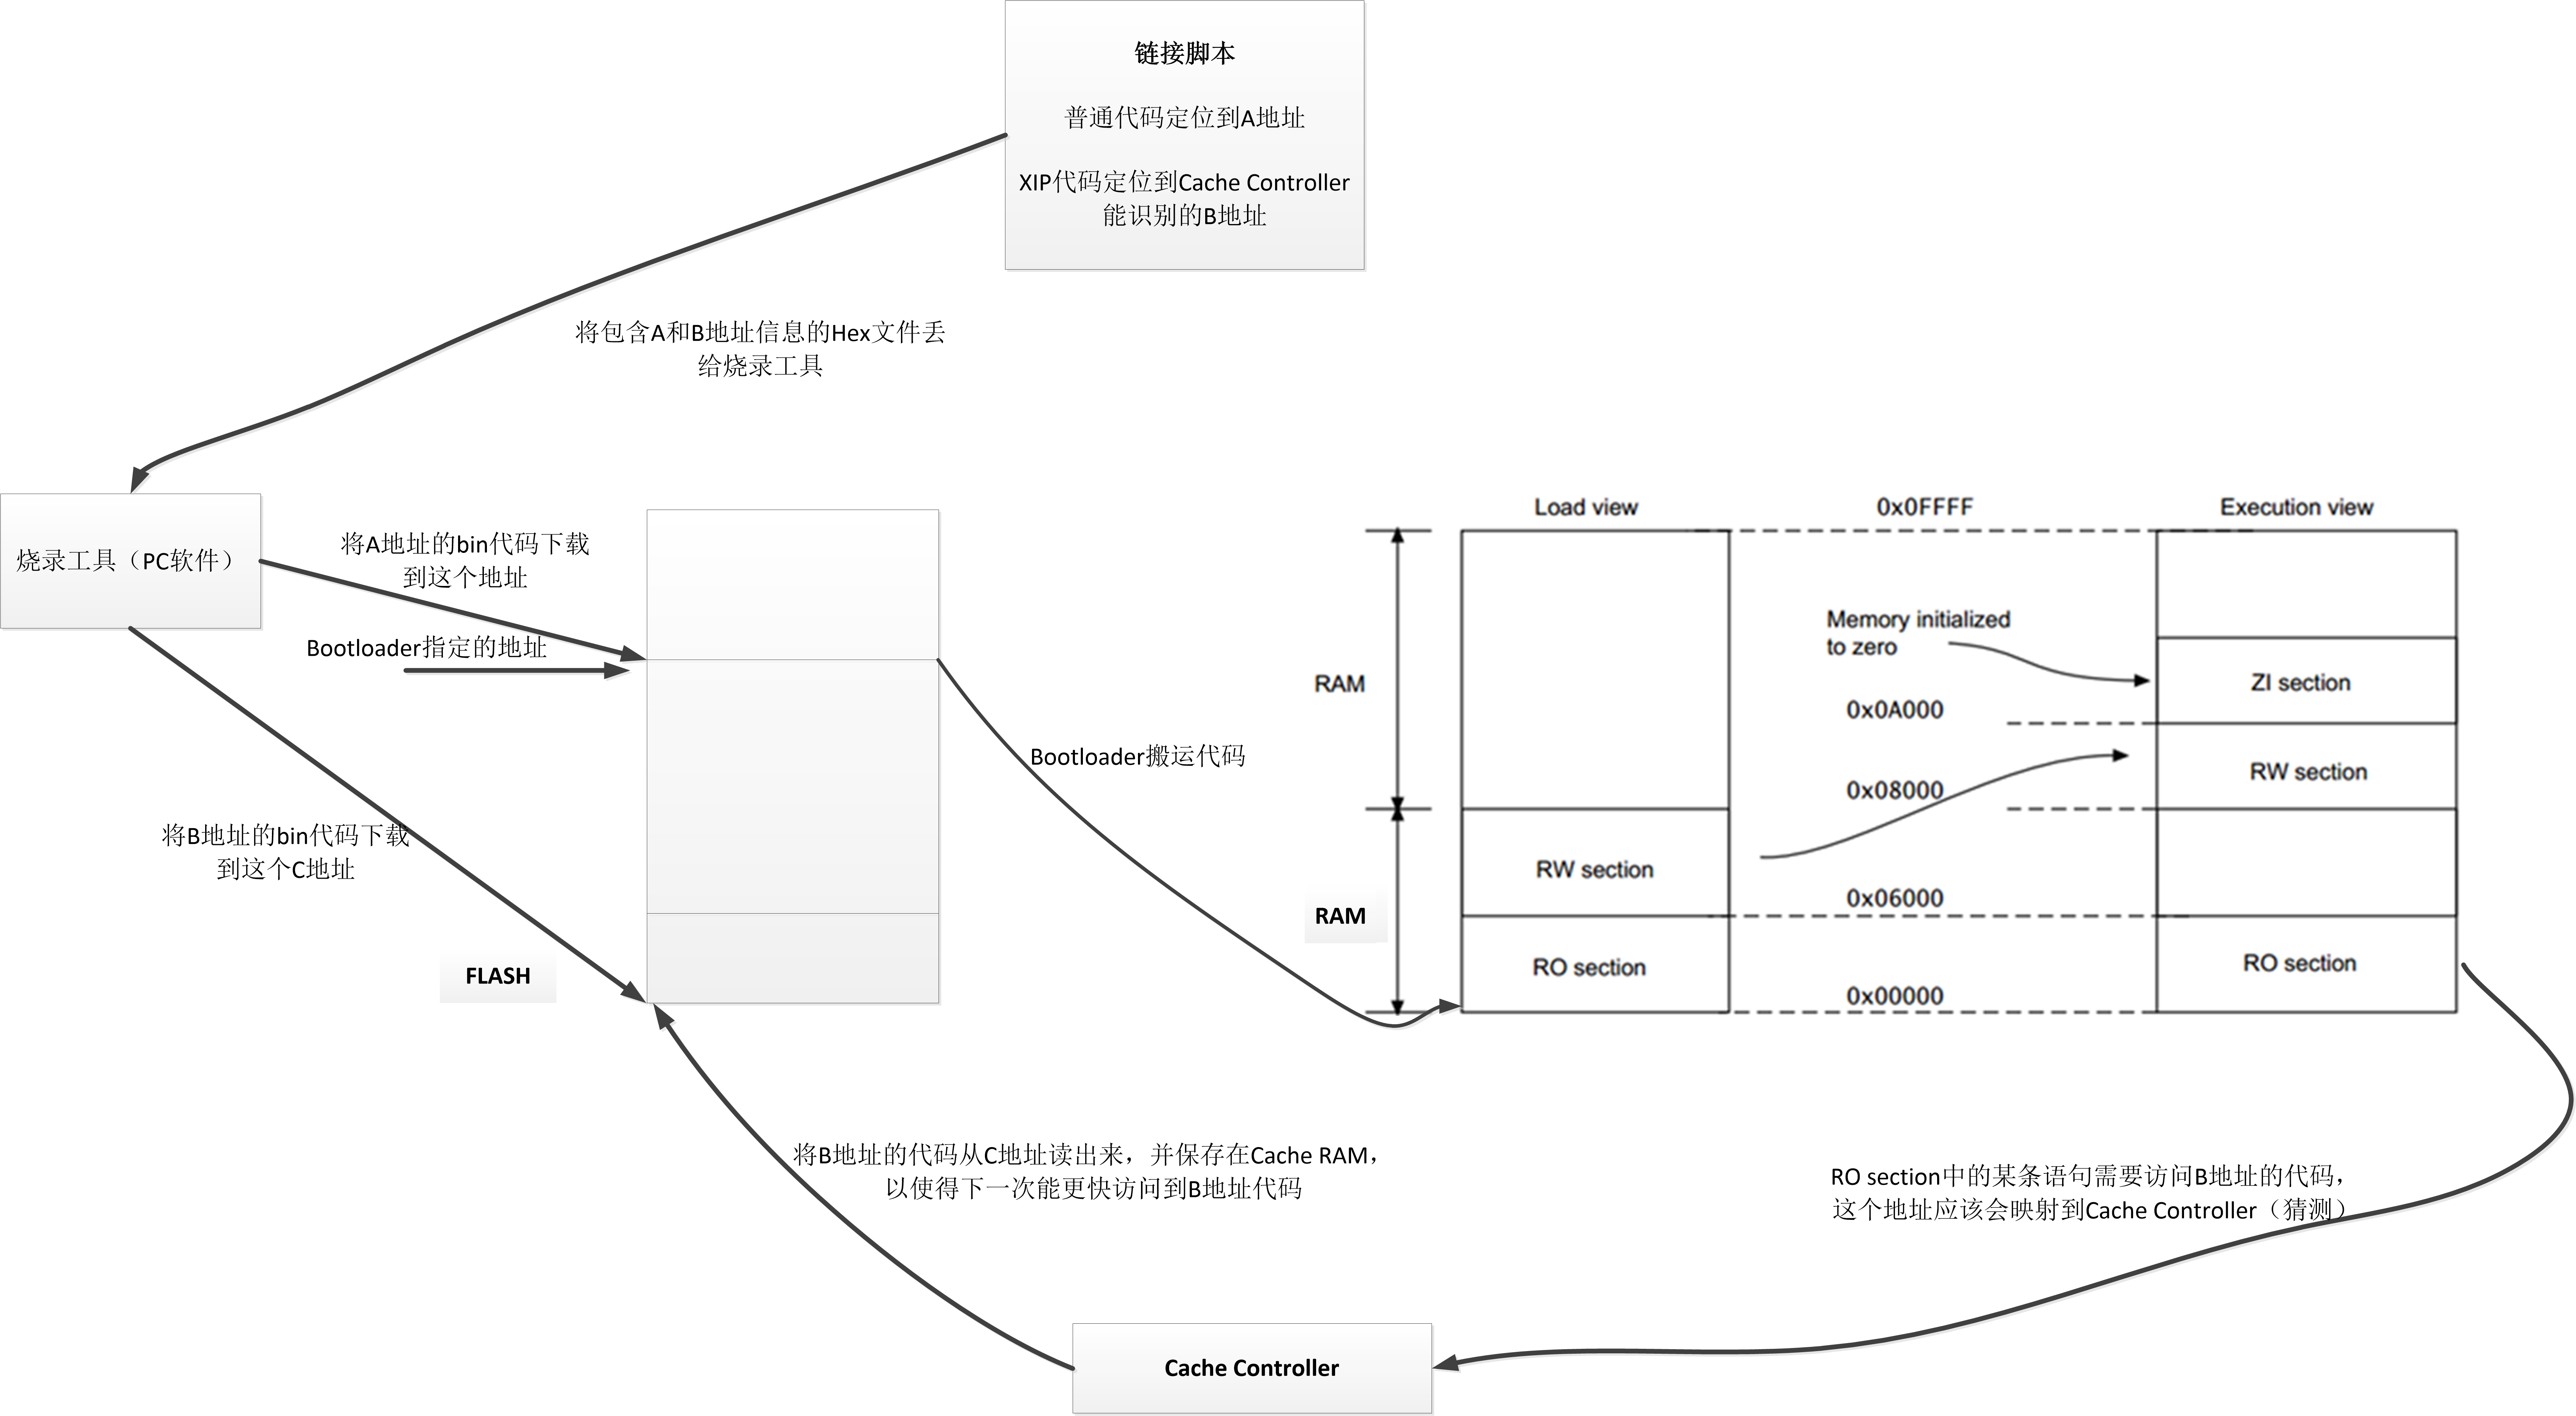 链接脚本
普通代码定位到A地址
XIP代码定位到Cache Controller
能识别的B地址
将包含A和B地址信息的Hex文件丢
给烧录工具
烧录工具（PC软件）
将A地址的bin代码下载
到这个地址
Bootloader指定的地址
将B地址的bin代码下载
到这个C地址
FLASH
Bootloader搬运代码
Load view
0x0FFFF
Execution view
Memory initialized
to zero
RAM
ZI section
0x0A000
RW section
0x08000
RW section
0x06000
RAM
RO section
RO section
0x00000
将B地址的代码从C地址读出来，并保存在Cache RAM，
以使得下一次能更快访问到B地址代码
RO section中的某条语句需要访问B地址的代码，
这个地址应该会映射到Cache Controller（猜测）
Cache Controller